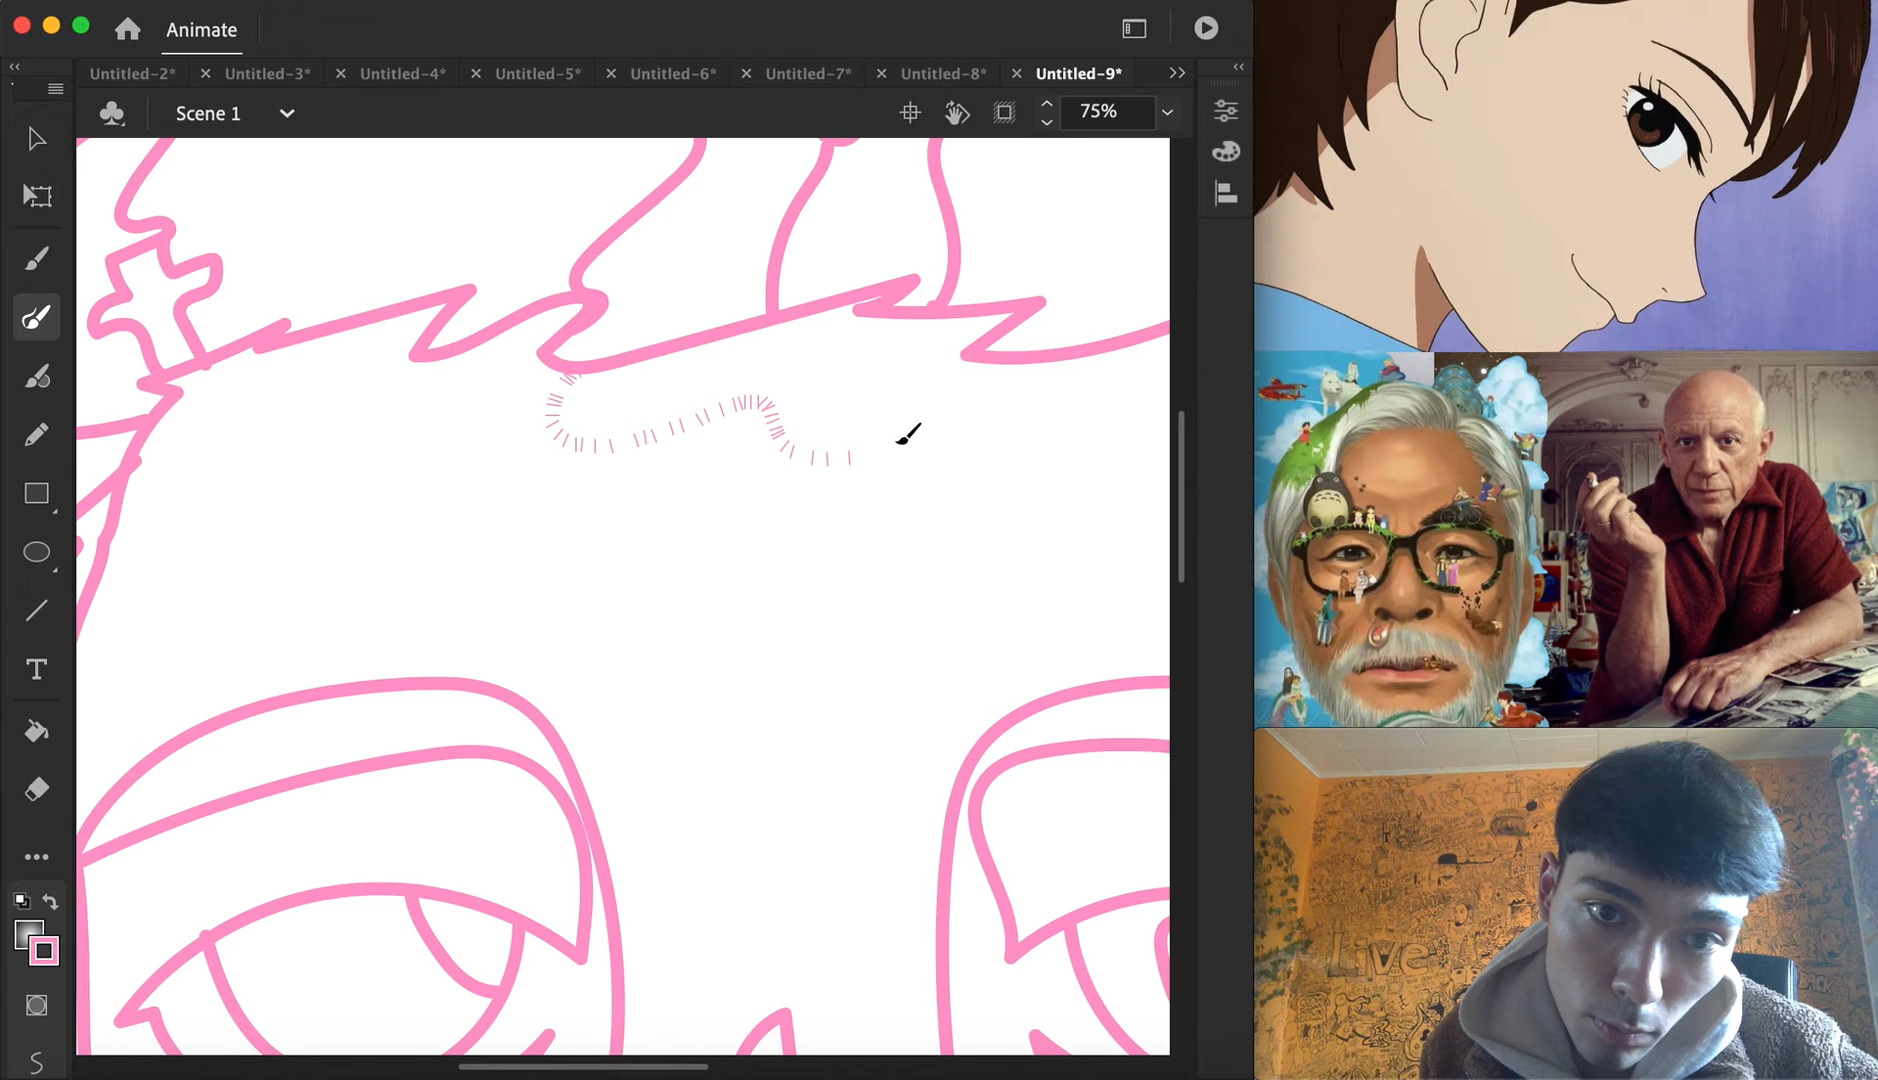 Animate
Untitled-2* Untitled-3* Untitled-4* Untitled-5* Untitled-6* Untitled-7* Untitled-8* Untitled-9*
Scene 1
75%
T
Live